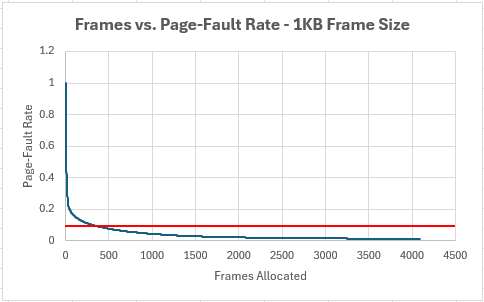 Frames vs. Page-Fault Rate - 1KB Frame Size
1.2
1
0.8
0.6
0.4
0.2
0
Page-Fault Rate
0 500 1000 1500 2000 2500 3000 3500 4000 4500
Frames Allocated